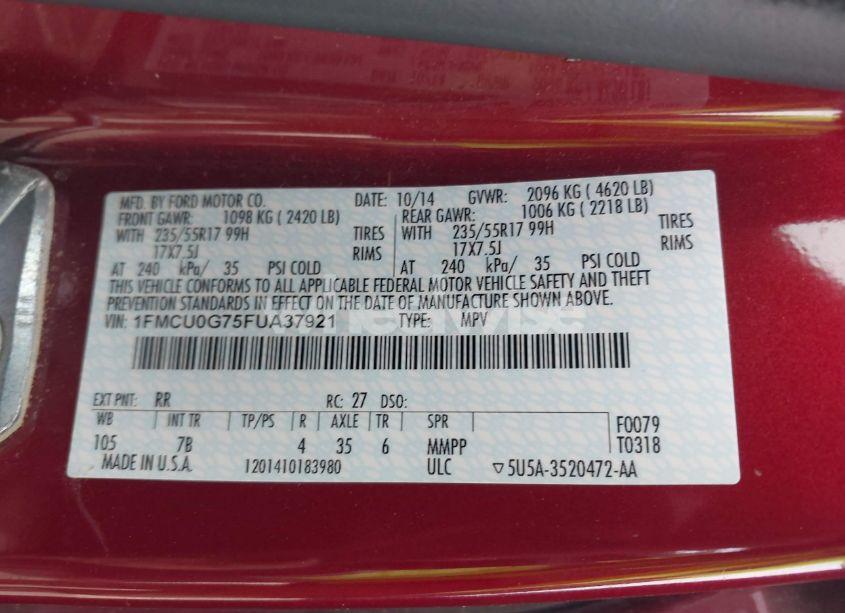 MFD. BY FORD MOTOR CO. DATE: 10/14 GVWR: 2096 KG ( 4620 LB)
FRONT GAWR: 1098 KG ( 2420 LB) REAR GAWR: 1006 KG ( 2218 LB)
WITH 235/55R17 99H TIRES WITH 235/55R17 99H TIRES
17X7.5J RIMS 17X7.5J RIMS
AT 240 kPa/ 35 PSI COLD AT 240 kPa/ 35 PSI COLD
THIS VEHICLE CONFORMS TO ALL APPLICABLE FEDERAL MOTOR VEHICLE SAFETY AND THEFT
PREVENTION STANDARDS IN EFFECT ON THE DATE OF MANUFACTURE SHOWN ABOVE.
VIN: 1FMCU0G75FUA37921 TYPE: MPV
EXT PNT: RR RC: 27 DSO:
WB INT TR TP/PS R AXLE TR SPR F0079
105 7B 4 35 6 MMPP T0318
MADE IN U.S.A. 1201410183980 ULC ▽5U5A-3520472-AA